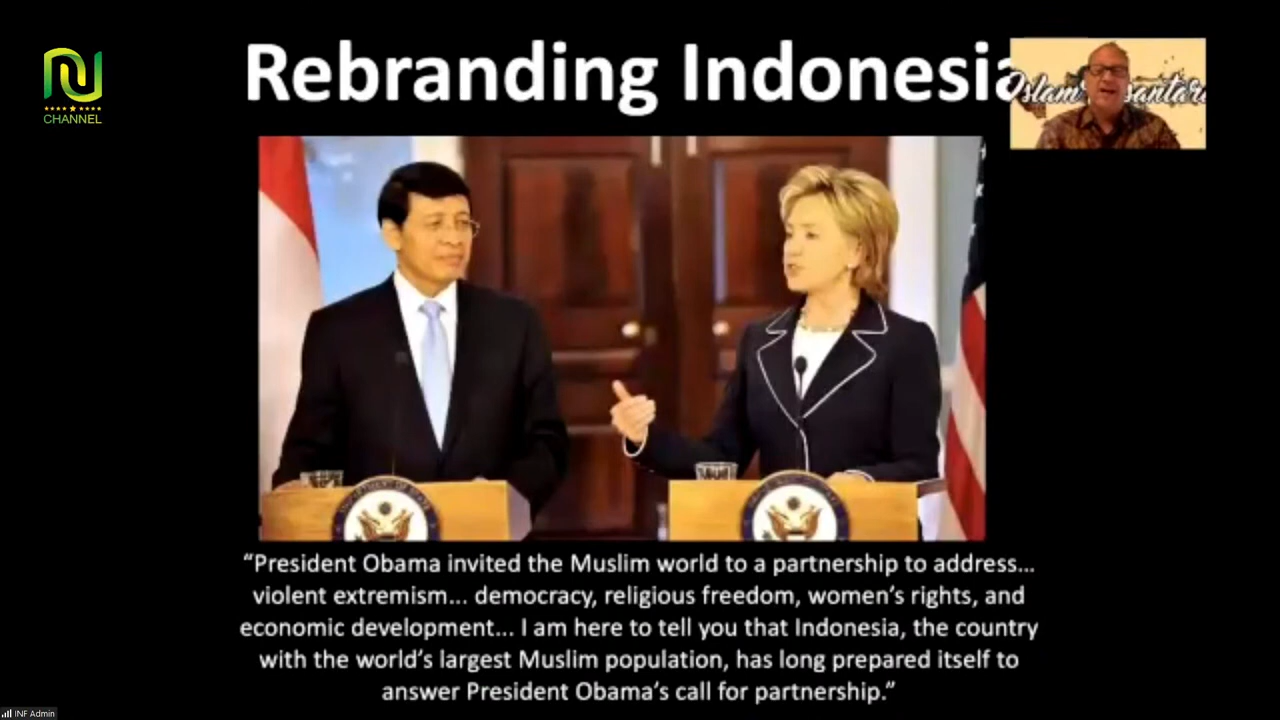 Rebranding Indonesia
CHANNEL
“President Obama invited the Muslim world to a partnership to address...
violent extremism... democracy, religious freedom, women’s rights, and
economic development... I am here to tell you that Indonesia, the country
with the world’s largest Muslim population, has long prepared itself to
answer President Obama’s call for partnership.”
INF Admin